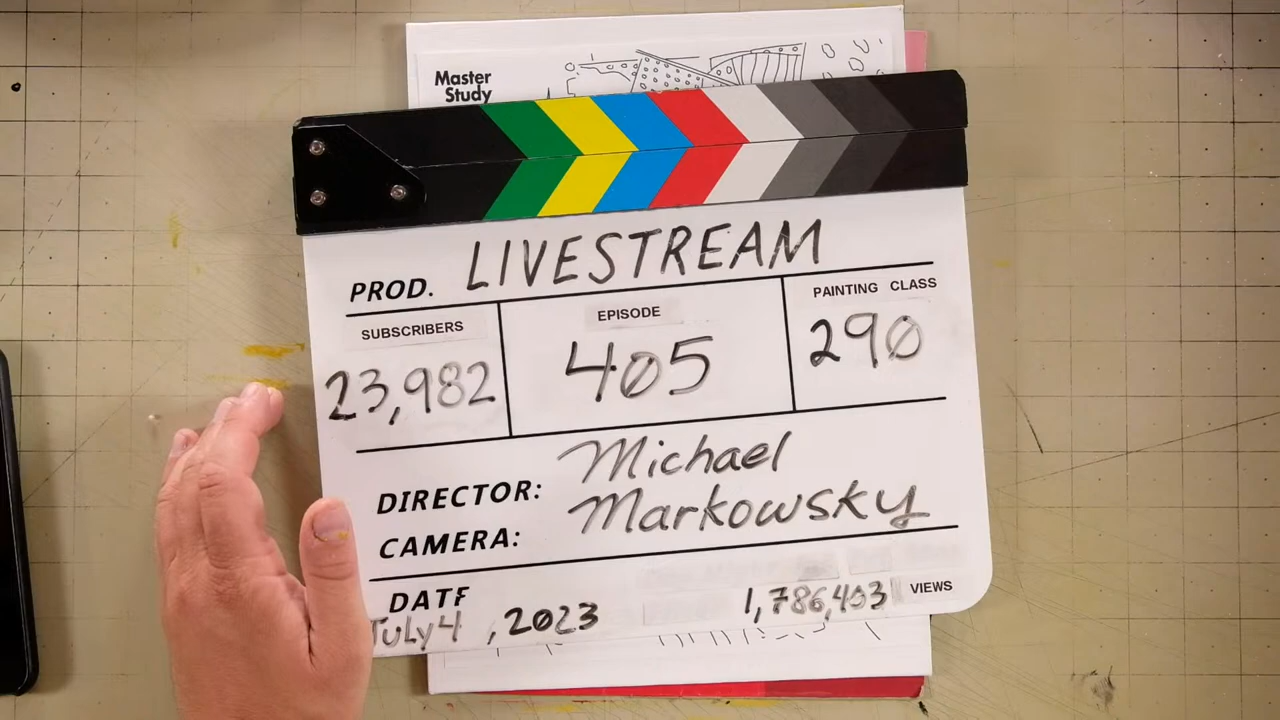 Master
Study
PROD. LIVESTREAM
SUBSCRIBERS
EPISODE
PAINTING CLASS
23,982
405
290
DIRECTOR: Michael
CAMERA: Markowsky
DATE
July 4, 2023
1,786,403 VIEWS